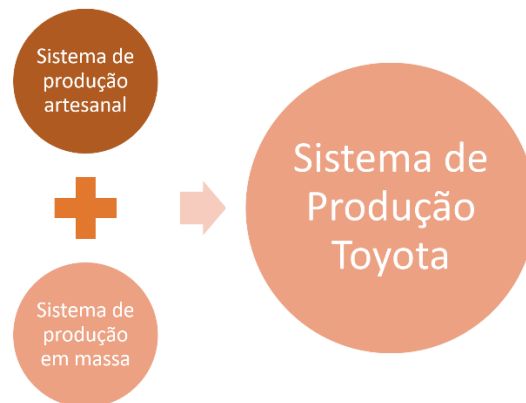 Sistema de
produção
artesanal
Sistema de
produção
em massa
Sistema de
Produção
Toyota